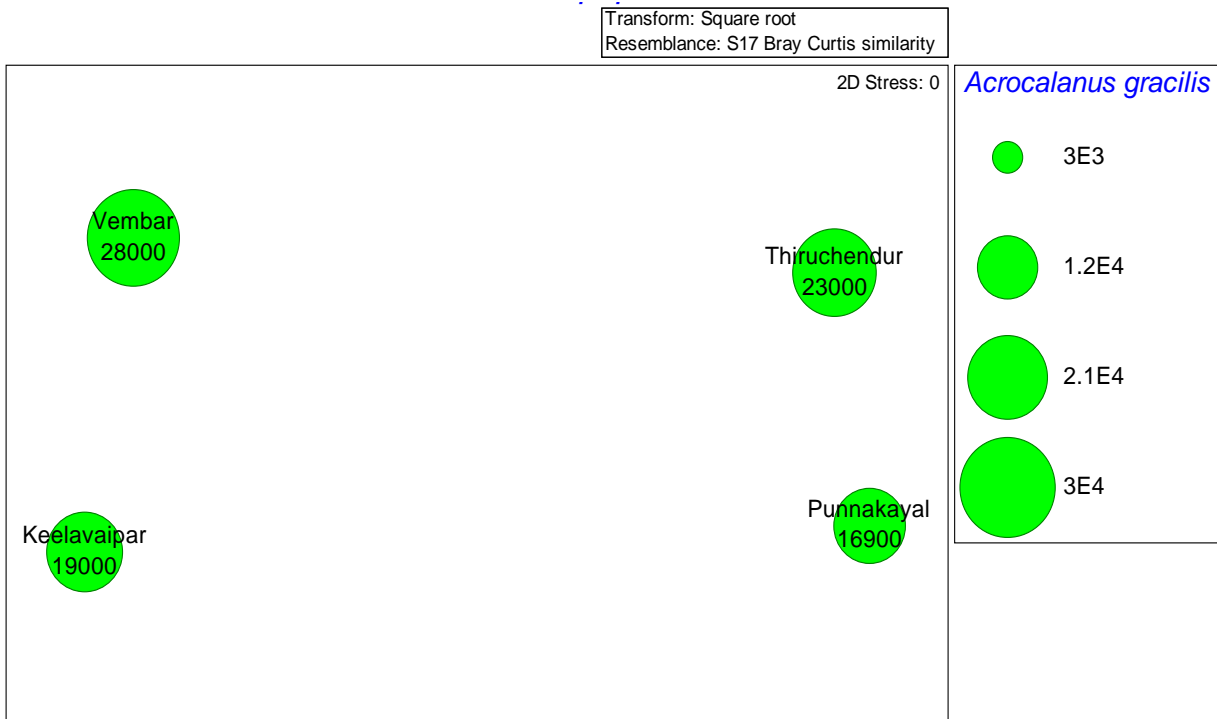 Transform: Square root
Resemblance: S17 Bray Curtis similarity
2D Stress: 0
Acrocalanus gracilis
3E3
1.2E4
2.1E4
3E4
Vembar
28000
Thiruchendur
23000
Keelavaipar
19000
Punnakayal
16900